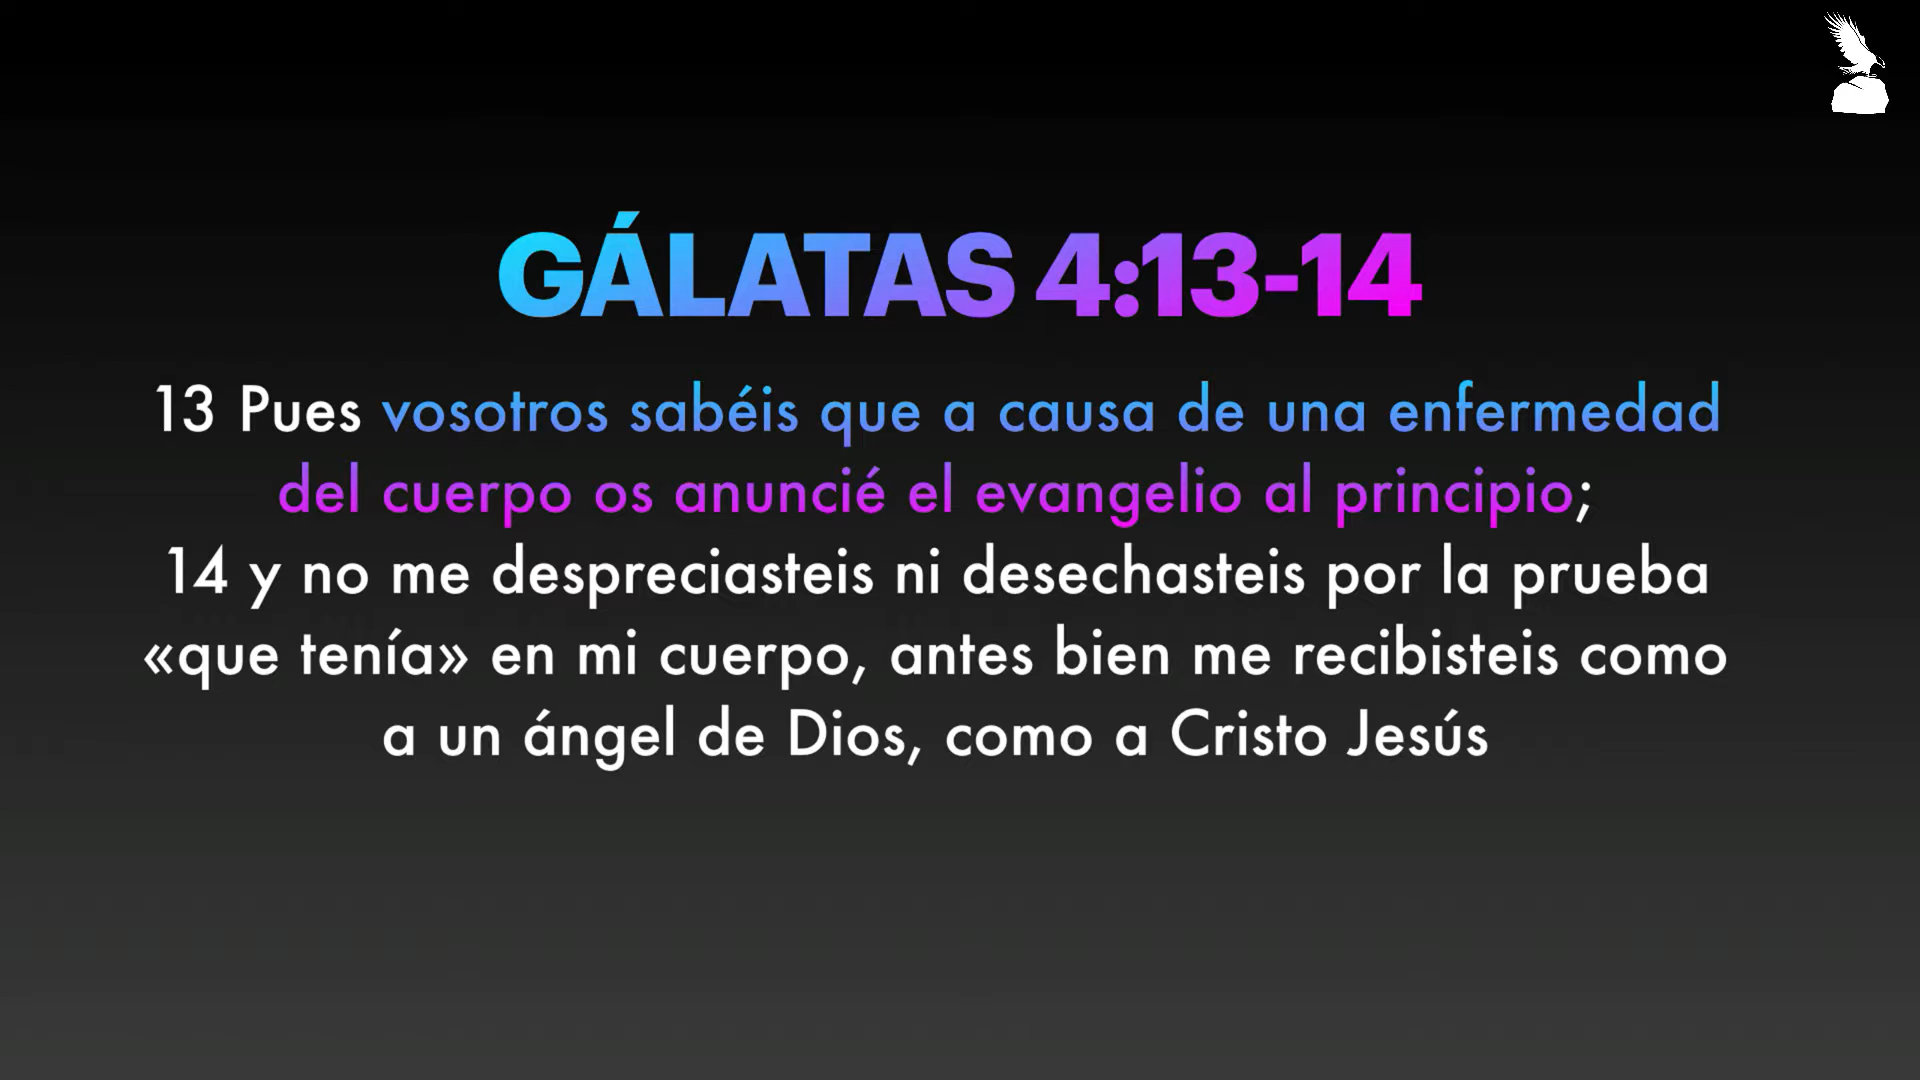 GÁLATAS 4:13-14
13 Pues vosotros sabéis que a causa de una enfermedad
del cuerpo os anuncié el evangelio al principio;
14 y no me despreciasteis ni desechasteis por la prueba
«que tenía» en mi cuerpo, antes bien me recibisteis como
a un ángel de Dios, como a Cristo Jesús